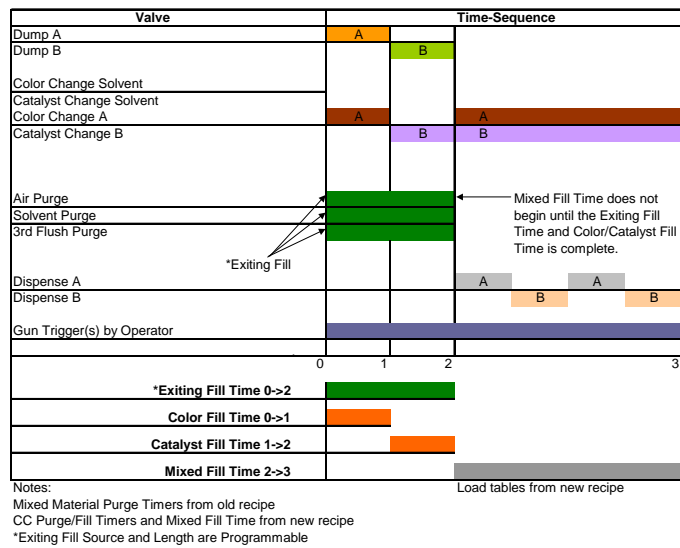 Valve Time-Sequence
Dump A A
Dump B B
Color Change Solvent
Catalyst Change Solvent
Color Change A A A
Catalyst Change B B B
Air Purge
Solvent Purge
3rd Flush Purge
*Exiting Fill
Mixed Fill Time does not
begin until the Exiting Fill
Time and Color/Catalyst Fill
Time is complete.
Dispense A A A
Dispense B B B
Gun Trigger(s) by Operator
0 1 2 3
*Exiting Fill Time 0->2
Color Fill Time 0->1
Catalyst Fill Time 1->2
Mixed Fill Time 2->3
Notes: Load tables from new recipe
Mixed Material Purge Timers from old recipe
CC Purge/Fill Timers and Mixed Fill Time from new recipe
*Exiting Fill Source and Length are Programmable